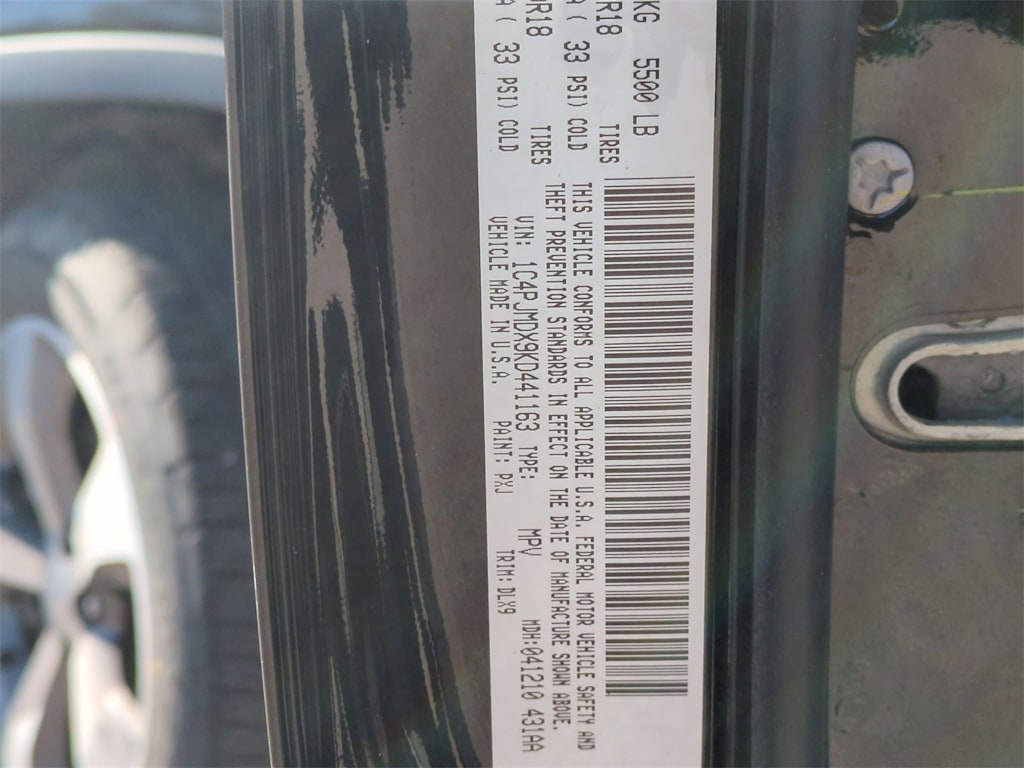 KG 5500 LB
R18 TIRES
A ( 33 PSI) COLD
R18 TIRES
A ( 33 PSI) COLD
THIS VEHICLE CONFORMS TO ALL APPLICABLE U.S.A. FEDERAL MOTOR VEHICLE SAFETY AND
THEFT PREVENTION STANDARDS IN EFFECT ON THE DATE OF MANUFACTURE SHOWN ABOVE.
VIN: 1C4PJMDX9KD441163 TYPE: MPV MDH:041210 431AA
VEHICLE MADE IN U.S.A. PAINT: PXJ TRIM: DLX9